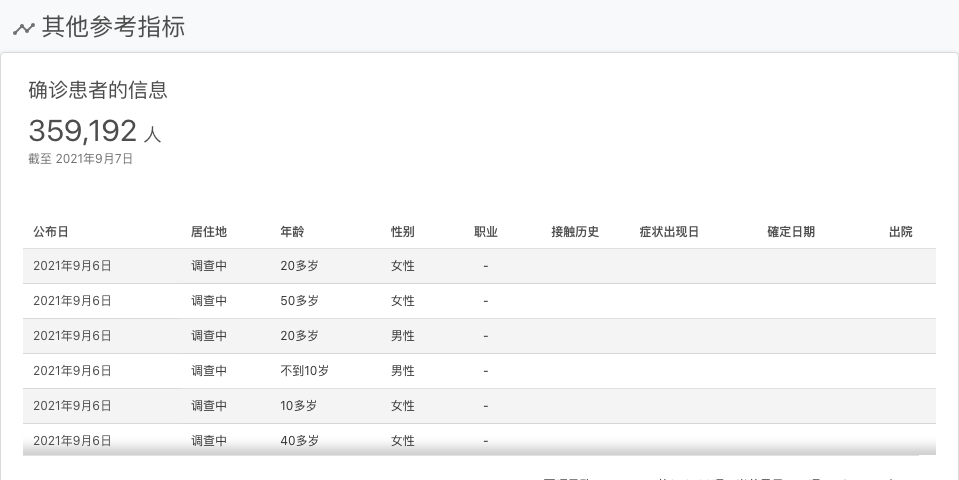 其他参考指标
确诊患者的信息
359,192 人
截至 2021年9月7日
公布日 居住地 年龄 性别 职业 接触历史 症状出现日 確定日期 出院
2021年9月6日 调查中 20多岁 女性 -
2021年9月6日 调查中 50多岁 女性 -
2021年9月6日 调查中 20多岁 男性 -
2021年9月6日 调查中 不到10岁 男性 -
2021年9月6日 调查中 10多岁 女性 -
2021年9月6日 调查中 40多岁 女性 -